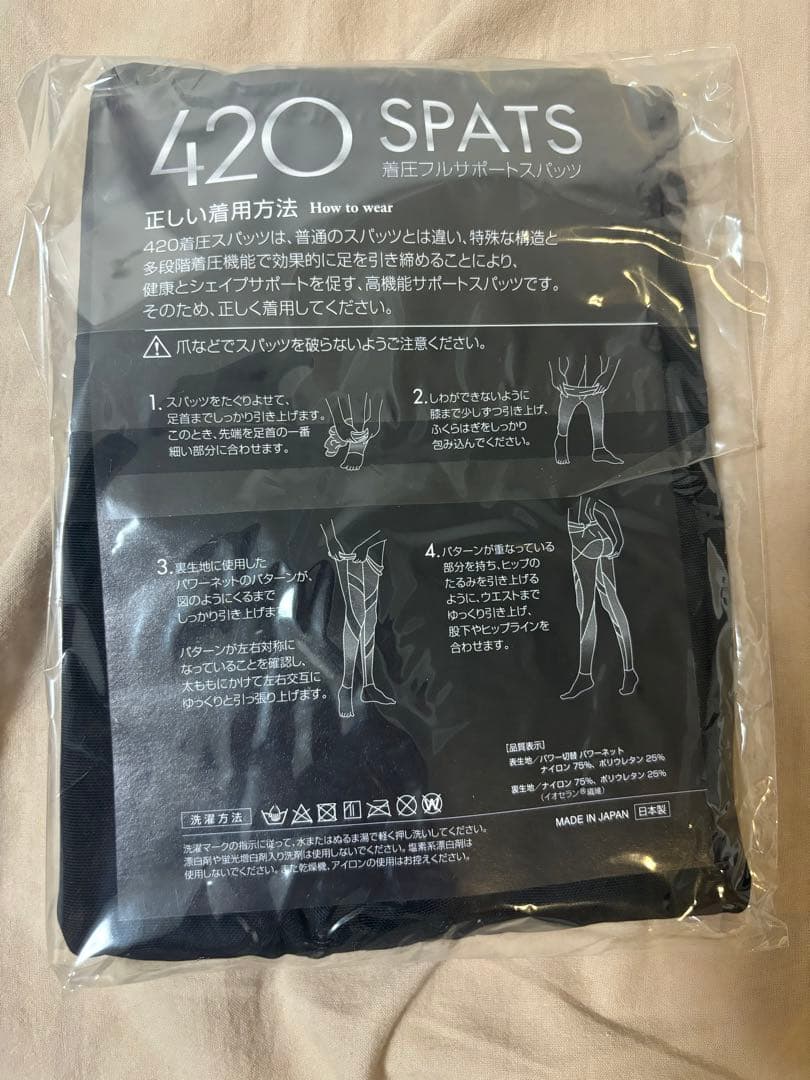 420 SPATS
着圧フルサポートスパッツ
正しい着用方法 How to wear
420着圧スパッツは、普通のスパッツとは違い、特殊な構造と
多段階着圧機能で効果的に足を引き締めることにより、
健康とシェイプサポートを促す、高機能サポートスパッツです。
そのため、正しく着用してください。
爪などでスパッツを破らないようご注意ください。
1. スパッツをたぐりよせて、
足首までしっかり引き上げます。
このとき、先端を足首の一番
細い部分に合わせます。
2. しわができないように
膝まで少しずつ引き上げ、
ふくらはぎをしっかり
包み込んでください。
3. 裏生地に使用した
パワーネットのパターンが、
図のようにくるまで
しっかり引き上げます
パターンが左右対称に
なっていることを確認し、
太ももにかけて左右交互に
ゆっくりと引っ張り上げます。
4. パターンが重なっている
部分を持ち、ヒップの
たるみを引き上げる
ように、ウエストまで
ゆっくり引き上げ、
股下やヒップラインを
合わせます。
[品質表示]
表生地/パワー切替 パワーネット
ナイロン 75%、ポリウレタン 25%
裏生地/ナイロン 75%、ポリウレタン 25%
(イオセラン®繊維)
MADE IN JAPAN 日本製
洗濯方法
洗濯マークの指示に従って、水またはぬるま湯で軽く押し洗いしてください。
漂白剤や蛍光増白剤入り洗剤は使用しないでください。塩素系漂白剤は
使用しないでください。また乾燥機、アイロンの使用はお控えください。